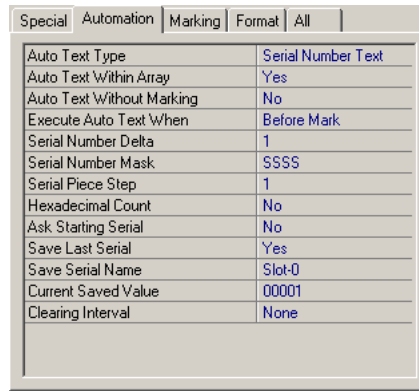 Special Automation Marking Format All
Auto Text Type Serial Number Text
Auto Text Within Array Yes
Auto Text Without Marking No
Execute Auto Text When Before Mark
Serial Number Delta 1
Serial Number Mask SSSS
Serial Piece Step 1
Hexadecimal Count No
Ask Starting Serial No
Save Last Serial Yes
Save Serial Name Slot-0
Current Saved Value 00001
Clearing Interval None